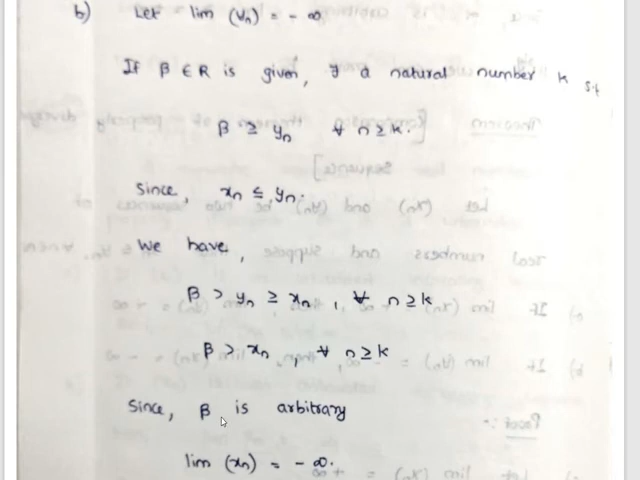 b) Let lim (yₙ) = - ∞
If β ∈ R is given, ∃ a natural number k s.t
β ≥ yₙ ∀ n ≥ k.
Since, xₙ ≤ yₙ.
We have,
β > yₙ ≥ xₙ, ∀ n ≥ k
β > xₙ, ∀ n ≥ k
Since, β is arbitrary
lim (xₙ) = - ∞.